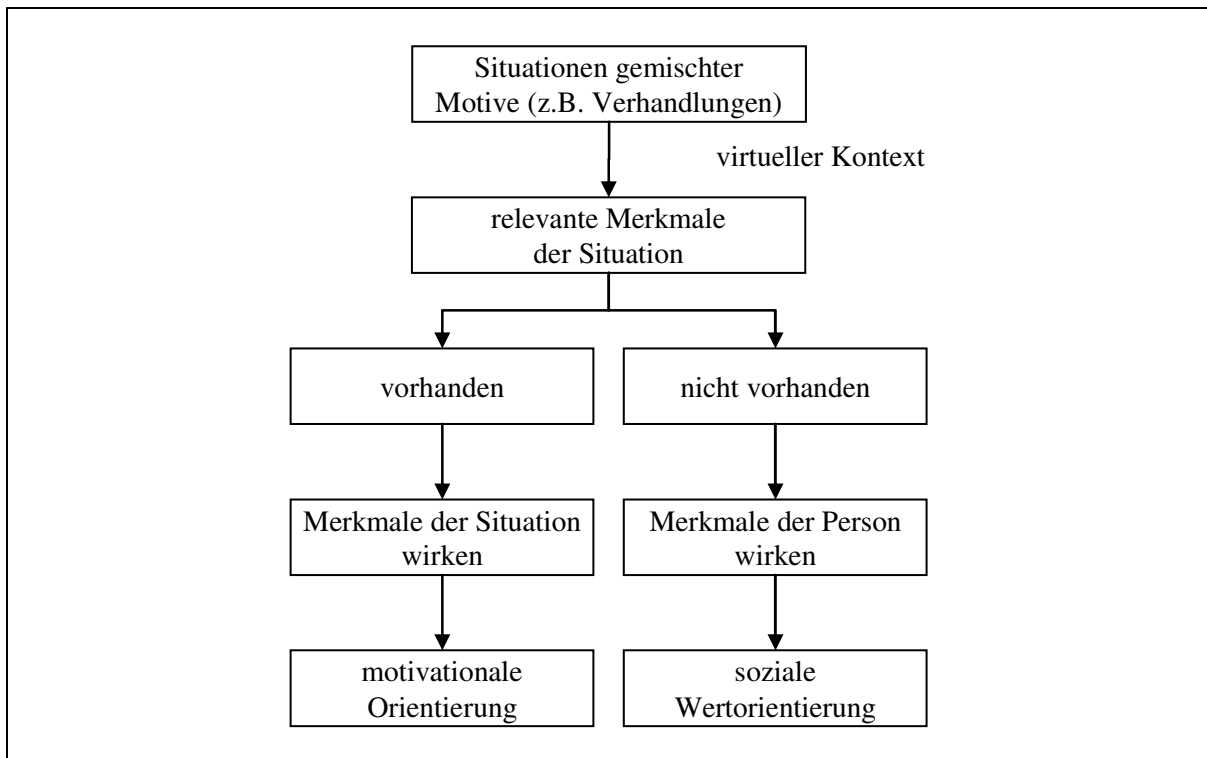 Situationen gemischter
Motive (z.B. Verhandlungen)
virtueller Kontext
relevante Merkmale
der Situation
vorhanden
nicht vorhanden
Merkmale der Situation
wirken
Merkmale der Person
wirken
motivationale
Orientierung
soziale
Wertorientierung